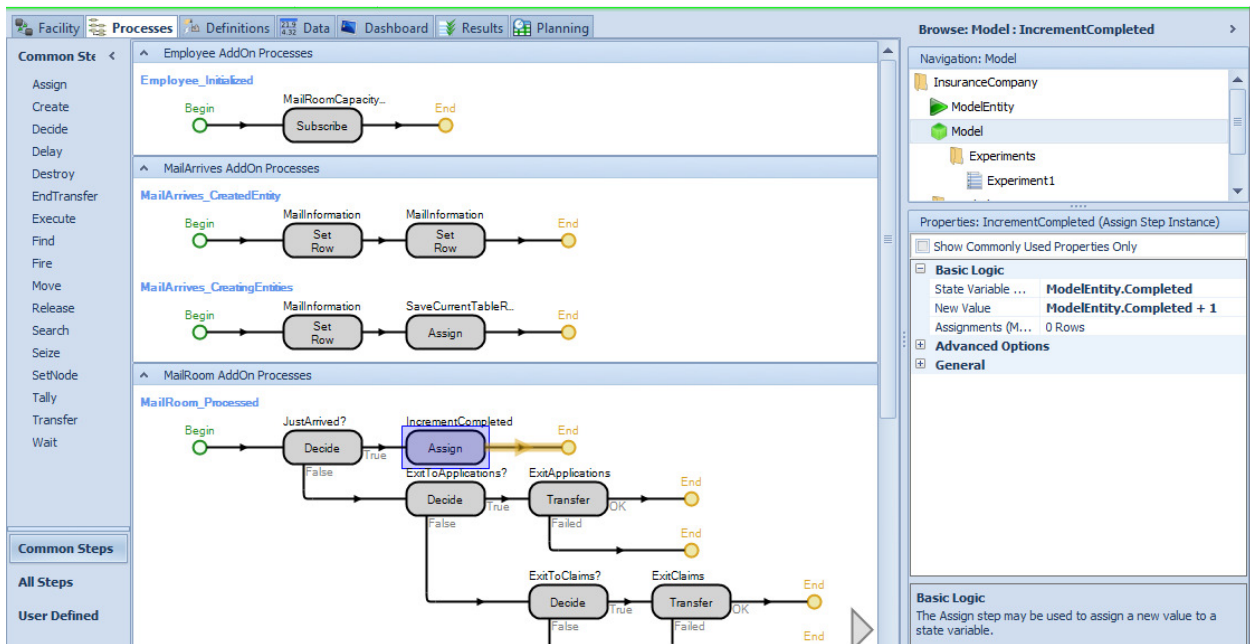 Facility Processes Definitions Data Dashboard Results Planning
Common Ste <
Assign
Create
Decide
Delay
Destroy
EndTransfer
Execute
Find
Fire
Move
Release
Search
Seize
SetNode
Tally
Transfer
Wait
Common Steps
All Steps
User Defined
Employee AddOn Processes
Employee_Initialized
Begin
MailRoomCapacity...
Subscribe
End
MailArrives AddOn Processes
MailArrives_CreatedEntity
Begin
MailInformation
Set
Row
MailInformation
Set
Row
End
MailArrives_CreatingEntities
Begin
MailInformation
Set
Row
SaveCurrentTableR...
Assign
End
MailRoom AddOn Processes
MailRoom_Processed
Begin
JustArrived?
Decide
True
False
IncrementCompleted
Assign
End
ExitToApplications?
Decide
True
False
ExitApplications
Transfer
OK
Failed
End
End
ExitToClaims?
Decide
True
False
ExitClaims
Transfer
OK
Failed
End
End
Browse: Model : IncrementCompleted >
Navigation: Model
InsuranceCompany
ModelEntity
Model
Experiments
Experiment1
Properties: IncrementCompleted (Assign Step Instance)
Show Commonly Used Properties Only
Basic Logic
State Variable ... ModelEntity.Completed
New Value ModelEntity.Completed + 1
Assignments (M... 0 Rows
Advanced Options
General
Basic Logic
The Assign step may be used to assign a new value to a
state variable.